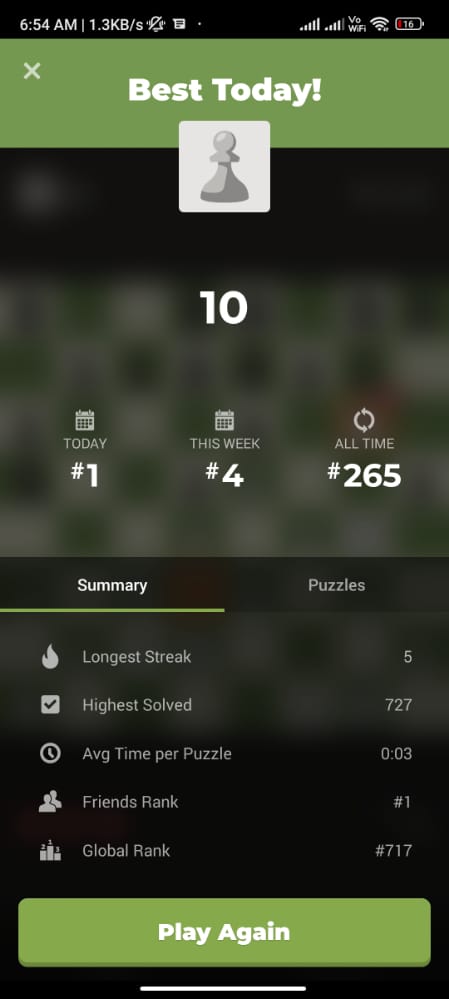 6:54 AM | 1.3KB/s
Vo
WiFi
16
Best Today!
10
TODAY
THIS WEEK
ALL TIME
#1
#4
#265
Summary
Puzzles
Longest Streak
5
Highest Solved
727
Avg Time per Puzzle
0:03
Friends Rank
#1
Global Rank
#717
Play Again